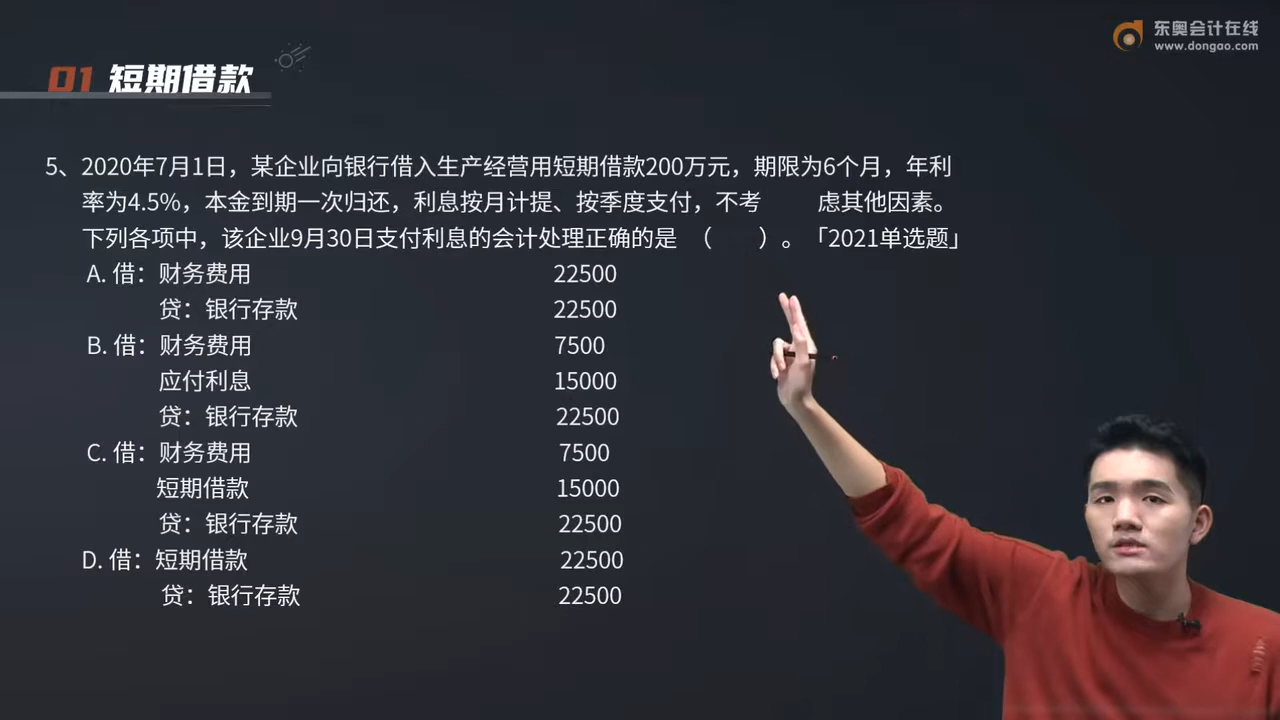 东奥会计在线
www.dongao.com
01 短期借款
5、2020年7月1日，某企业向银行借入生产经营用短期借款200万元，期限为6个月，年利
率为4.5%，本金到期一次归还，利息按月计提、按季度支付，不考 虑其他因素。
下列各项中，该企业9月30日支付利息的会计处理正确的是 （ ）。「2021单选题」
A. 借：财务费用 22500
贷：银行存款 22500
B. 借：财务费用 7500
应付利息 15000
贷：银行存款 22500
C. 借：财务费用 7500
短期借款 15000
贷：银行存款 22500
D. 借：短期借款 22500
贷：银行存款 22500